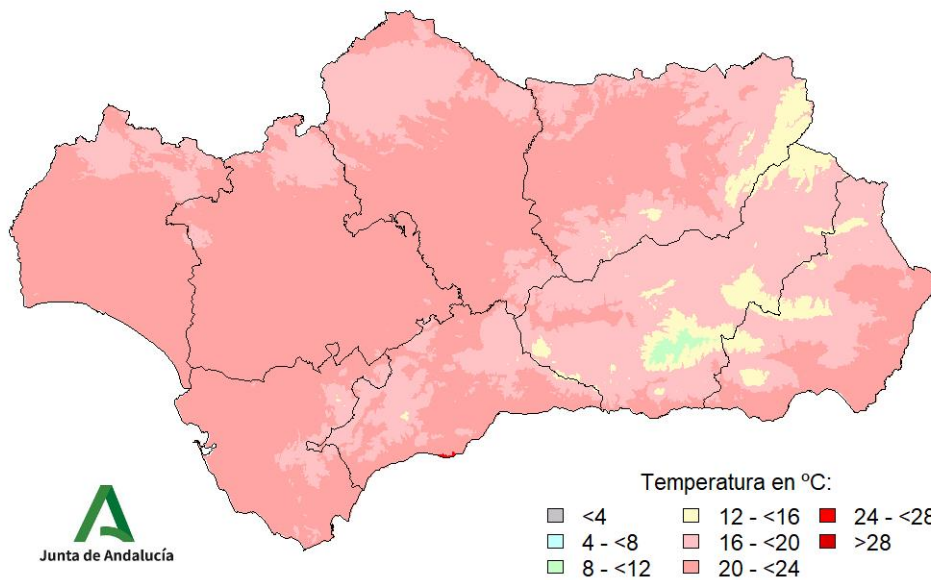 Temperatura en ºC:
<4
12 - <16
24 - <28
4 - <8
16 - <20
>28
8 - <12
20 - <24
Junta de Andalucía